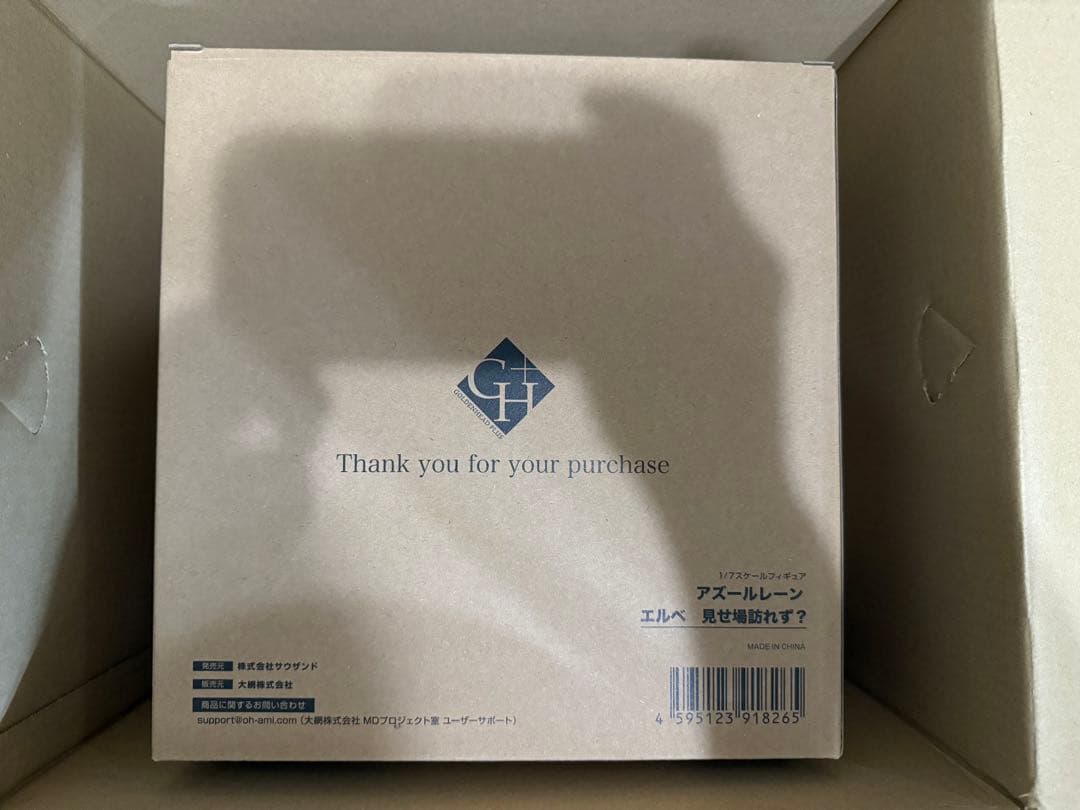 GH+
GOLDENHEAD PLUS
Thank you for your purchase
1/7スケールフィギュア
アズールレーン
エルベ 見せ場訪れず？
MADE IN CHINA
発売元 株式会社サウザンド
販売元 大網株式会社
商品に関するお問い合わせ
support@oh-ami.com (大網株式会社 MDプロジェクト室 ユーザーサポート)
4 595123 918265